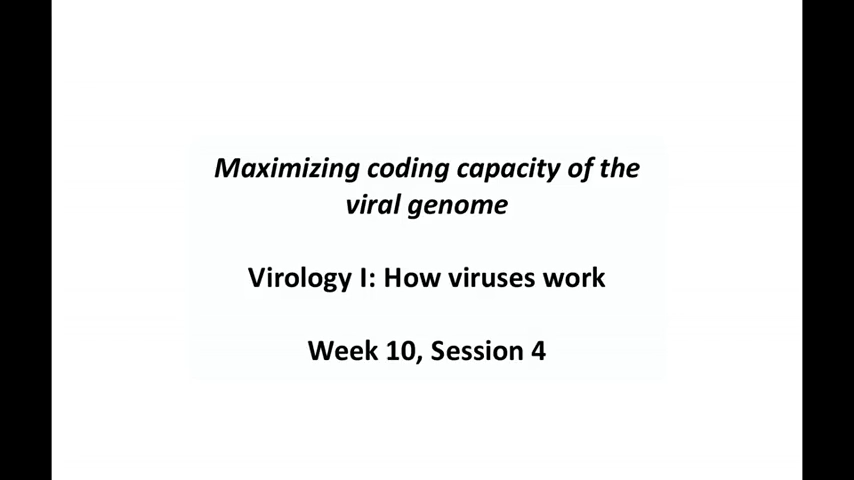 Maximizing coding capacity of the
viral genome
Virology I: How viruses work
Week 10, Session 4